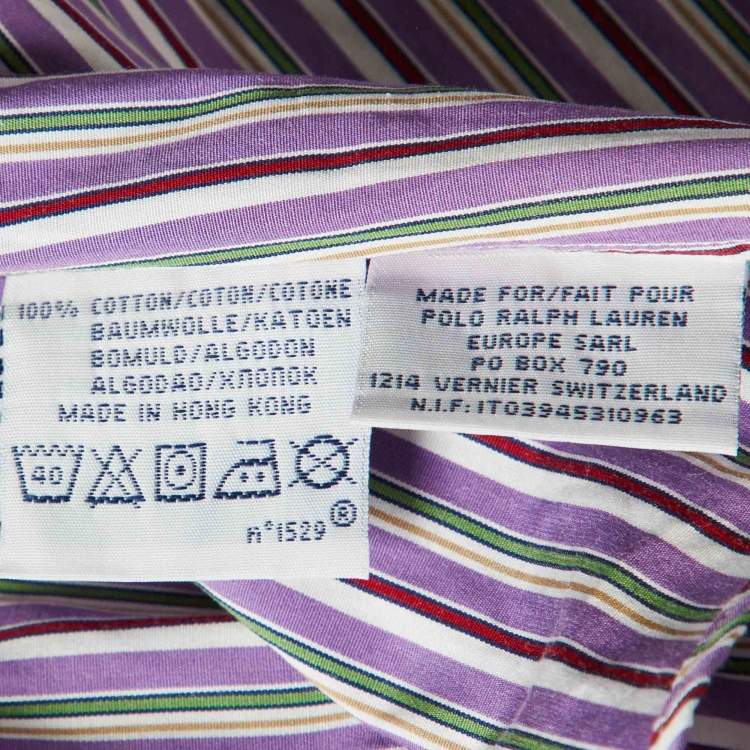 100% COTTON/COTON/COTONE
BAUMWOLLE/KATOEN
BOMULD/ALGODON
ALGODAO/ХЛОПОК
MADE IN HONG KONG
40
n°1529 ®
MADE FOR/FAIT POUR
POLO RALPH LAUREN
EUROPE SARL
PO BOX 790
1214 VERNIER SWITZERLAND
N.I.F: IT03945310963